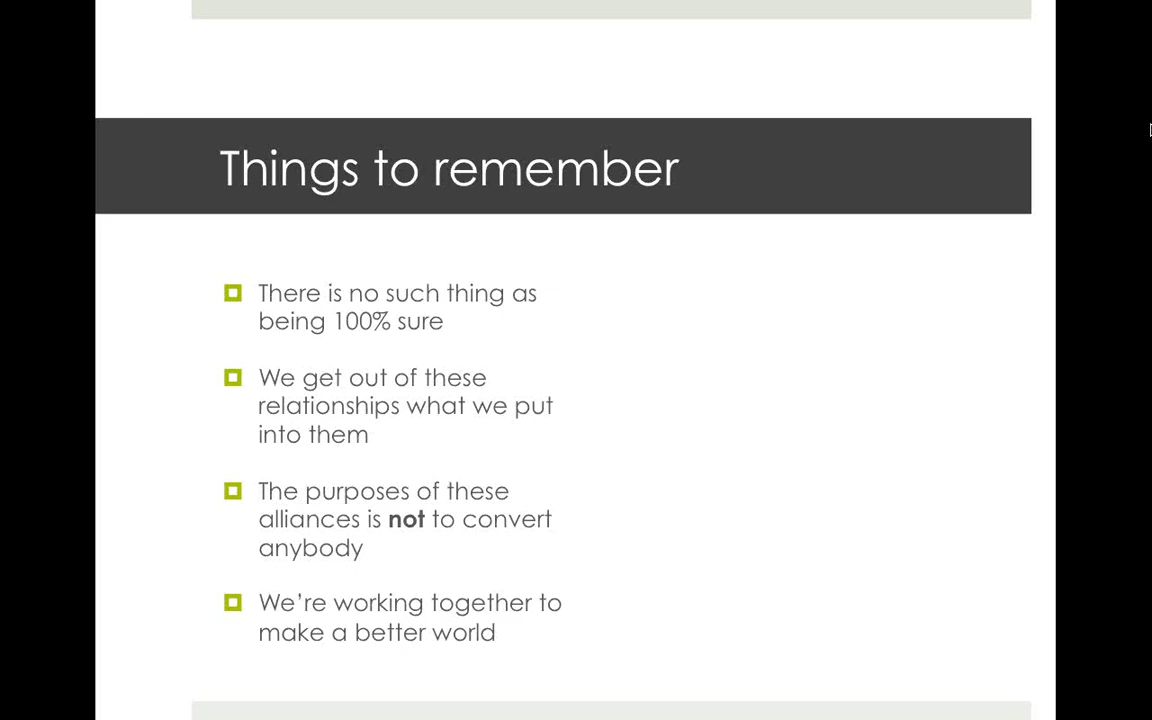 Things to remember
There is no such thing as
being 100% sure
We get out of these
relationships what we put
into them
The purposes of these
alliances is not to convert
anybody
We’re working together to
make a better world